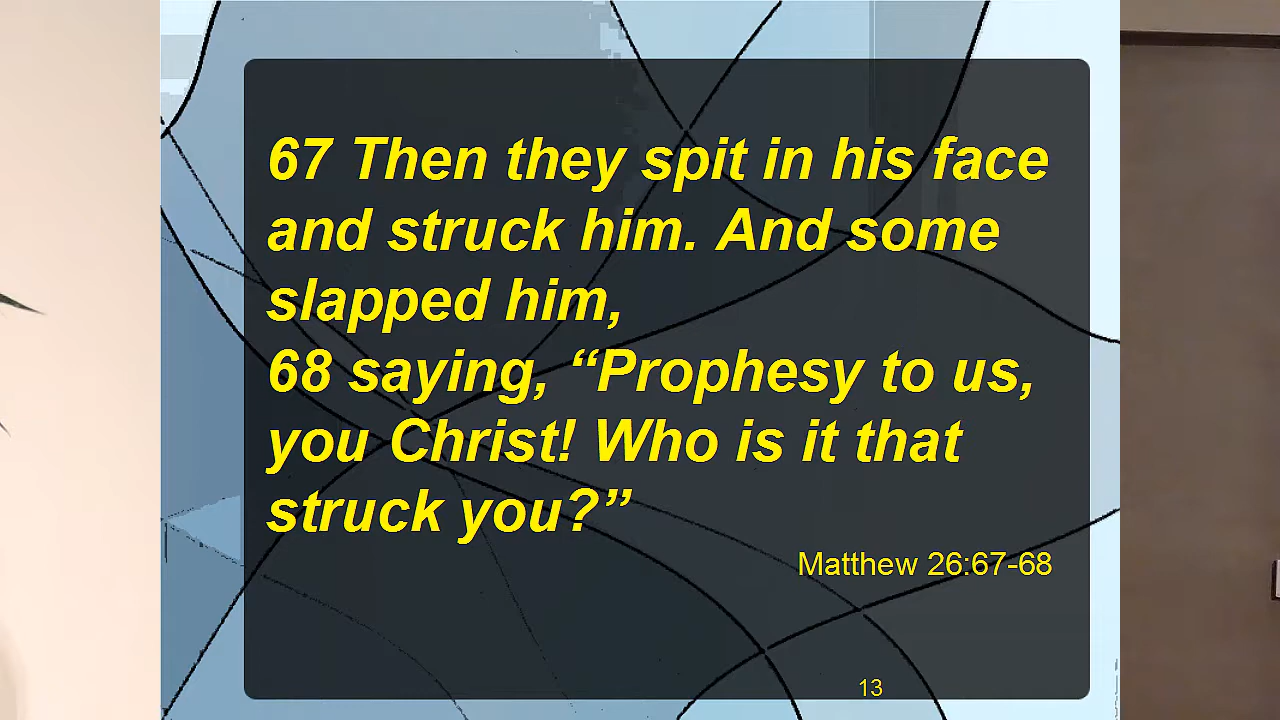 67 Then they spit in his face
and struck him. And some
slapped him,
68 saying, “Prophesy to us,
you Christ! Who is it that
struck you?”
Matthew 26:67-68
13